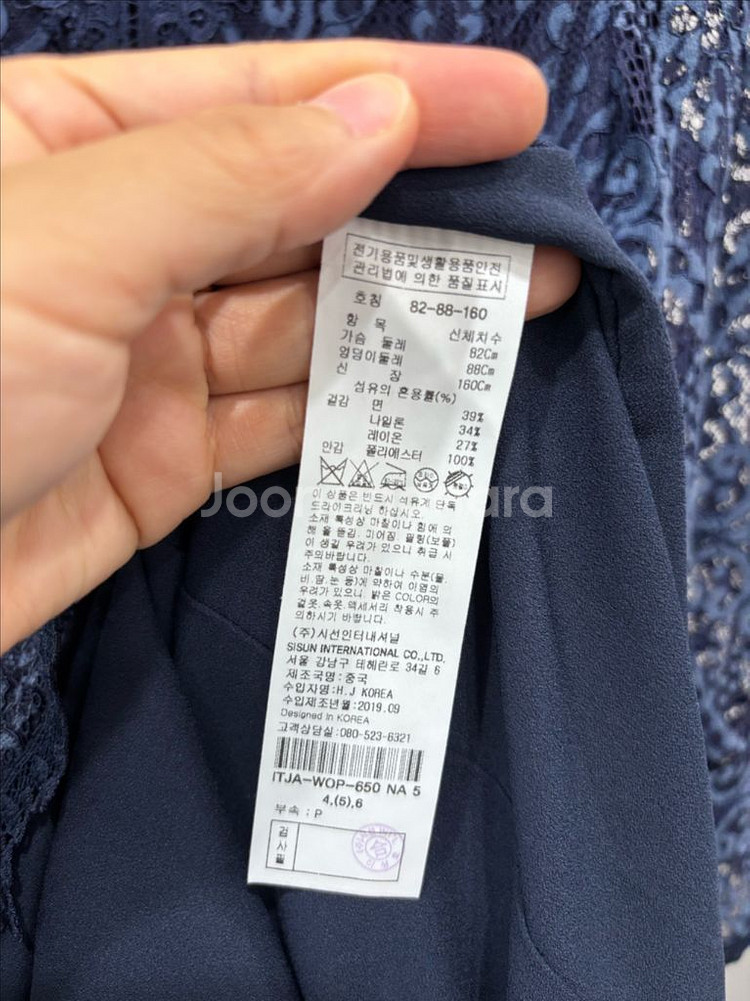 전기용품및생활용품안전
관리법에 의한 품질표시
호칭 82-88-160
항 목 신체치수
가슴 둘레 82Cm
엉덩이둘레 88Cm
신 장 160Cm
섬유의 혼용률(%)
겉감 면 39%
나일론 34%
레이온 27%
안감 폴리에스터 100%
이 상품은 반드시 석유계 단독
드라이크리닝 하십시오.
소재 특성상 마찰이나 힘에 의
해 올 뜯김, 미어짐, 필링(보풀)
이 생길 우려가 있으니 취급 시
주의바랍니다.
소재 특성상 마찰이나 수분(물,
비,땀,눈 등)에 약하여 이염의
우려가 있으니, 밝은 COLOR의
겉옷,속옷,액세서리 착용시 주
의하시기 바랍니다.
(주)시선인터내셔널
SISUN INTERNATIONAL CO.,LTD.
서울 강남구 테헤란로 34길 6
제조국명:중국
수입자명:H.J KOREA
수입제조년월:2019.09
Designed In KOREA
고객상담실:080-523-6321
ITJA-WOP-650 NA 5
4,(5),6
부속 : P
검
사
필